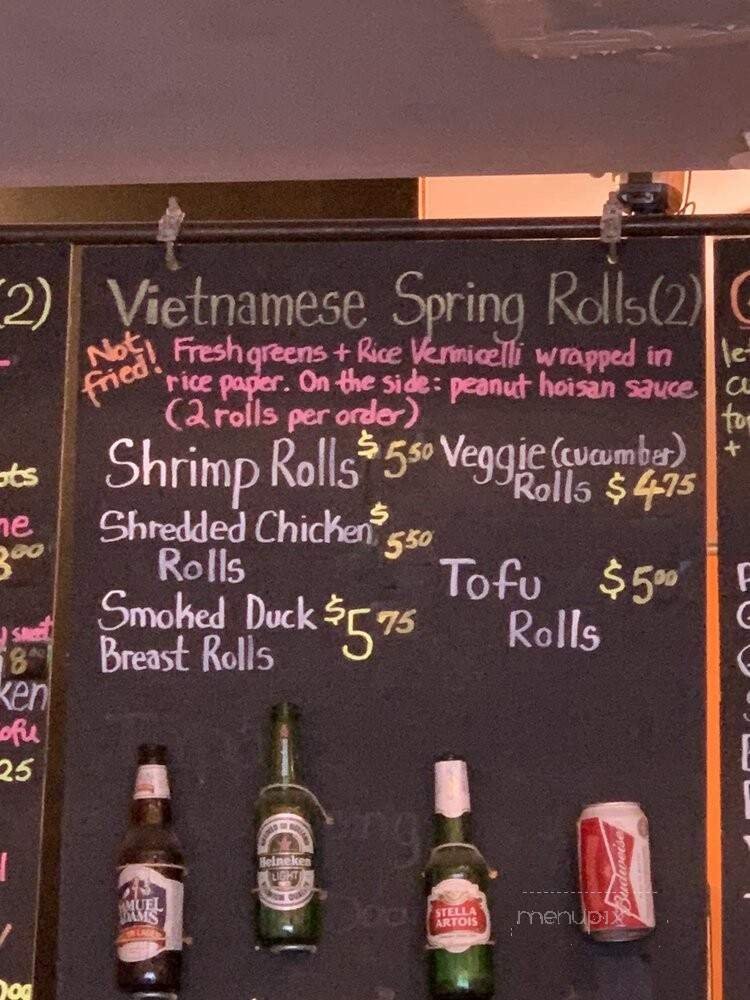 (2)
Vietnamese Spring Rolls(2)
Not fried!
Fresh greens + Rice Vermicelli wrapped in
rice paper. On the side: peanut hoisan sauce
(2 rolls per order)
Shrimp Rolls $5.50
Shredded Chicken $5.50
Rolls
Smoked Duck $5.75
Breast Rolls
Veggie (cucumber)
Rolls $4.75
Tofu $5.00
Rolls
SAMUEL
ADAMS
Heineken
LIGHT
STELLA
ARTOIS
Budweiser
menupix